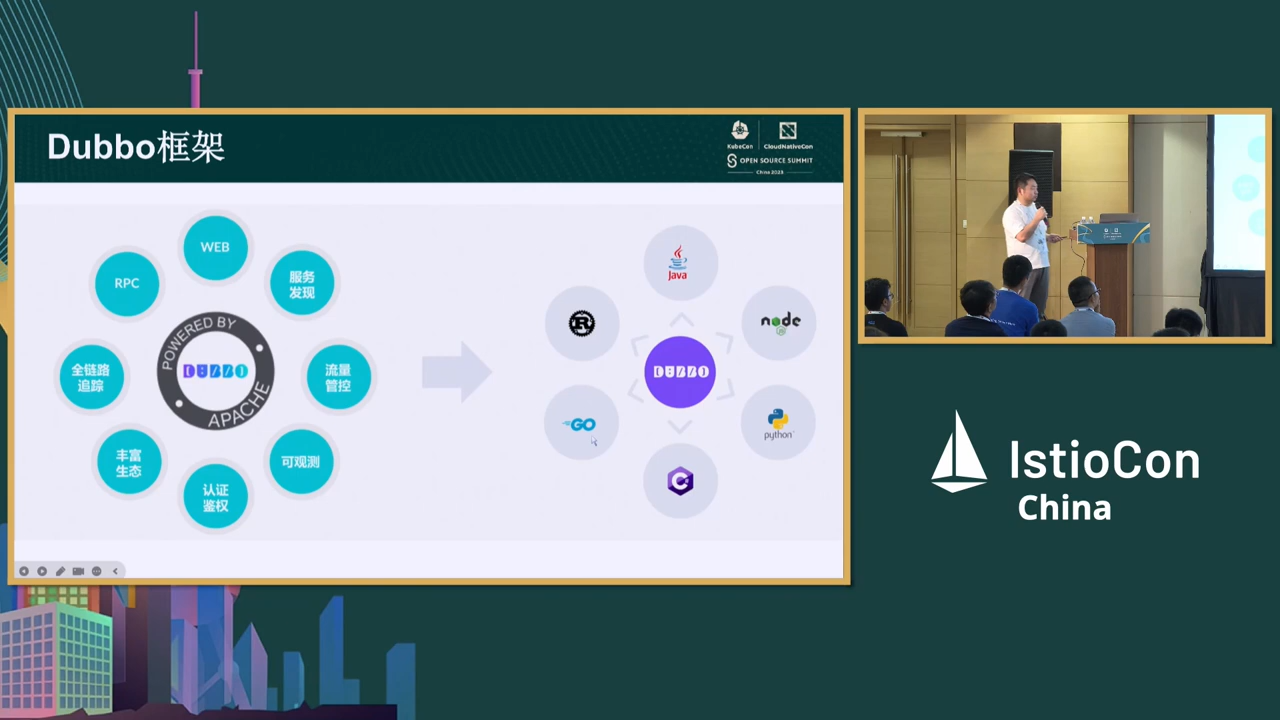 Dubbo框架
KubeCon
CloudNativeCon
OPEN SOURCE SUMMIT
China 2023
WEB
RPC
服务
发现
POWERED BY
DUBBO
APACHE
全链路
追踪
流量
管控
丰富
生态
可观测
认证
鉴权
Java
R
node
JS
DUBBO
GO
python
C
IstioCon
China